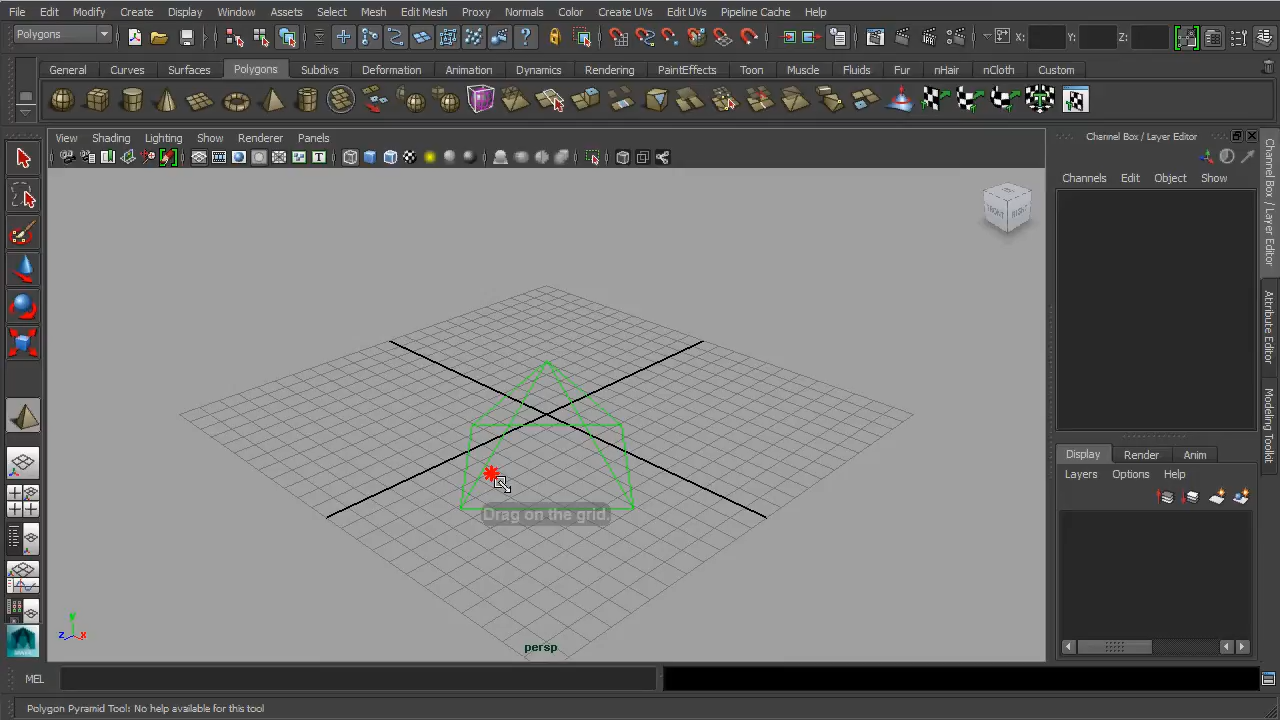 File Edit Modify Create Display Window Assets Select Mesh Edit Mesh Proxy Normals Color Create UVs Edit UVs Pipeline Cache Help
Polygons
X: Y: Z:
General Curves Surfaces Polygons Subdivs Deformation Animation Dynamics Rendering PaintEffects Toon Muscle Fluids Fur nHair nCloth Custom
View Shading Lighting Show Renderer Panels
Channel Box / Layer Editor
Channels Edit Object Show
FRONT RIGHT
Channel Box / Layer Editor
Attribute Editor
Modeling Toolkit
Drag on the grid.
Display Render Anim
Layers Options Help
y
z x
persp
MEL
Polygon Pyramid Tool: No help available for this tool